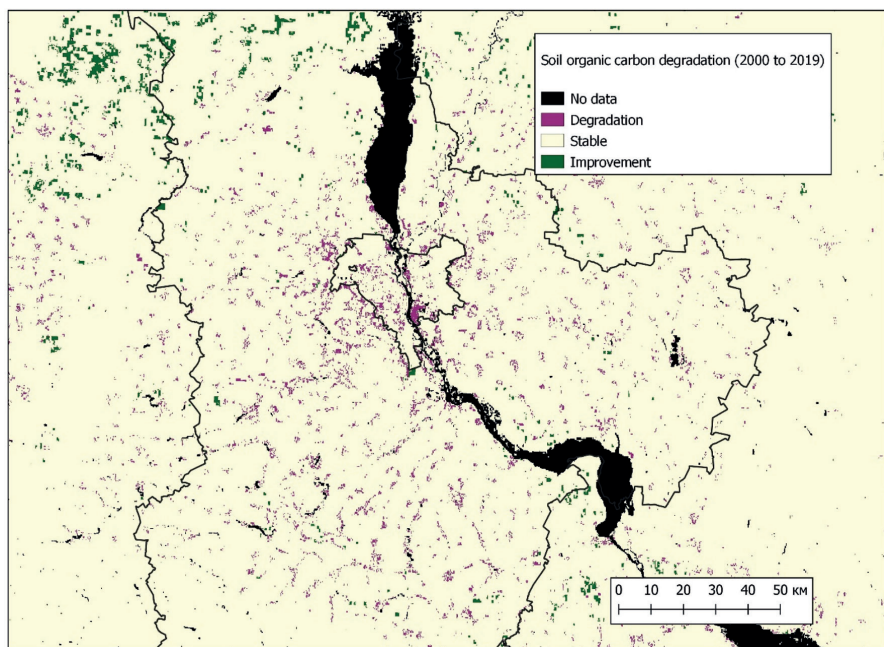 Soil organic carbon degradation (2000 to 2019)
No data
Degradation
Stable
Improvement
0 10 20 30 40 50 км